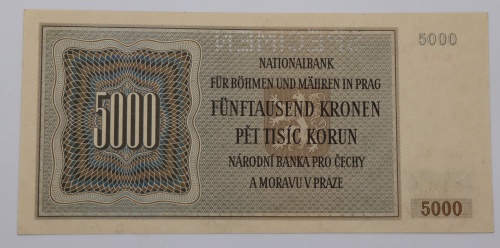 5000
NATIONALBANK
FÜR BÖHMEN UND MÄHREN IN PRAG
FÜNFTAUSEND KRONEN
PĚT TISÍC KORUN
NÁRODNÍ BANKA PRO ČECHY
A MORAVU V PRAZE
5000
5000